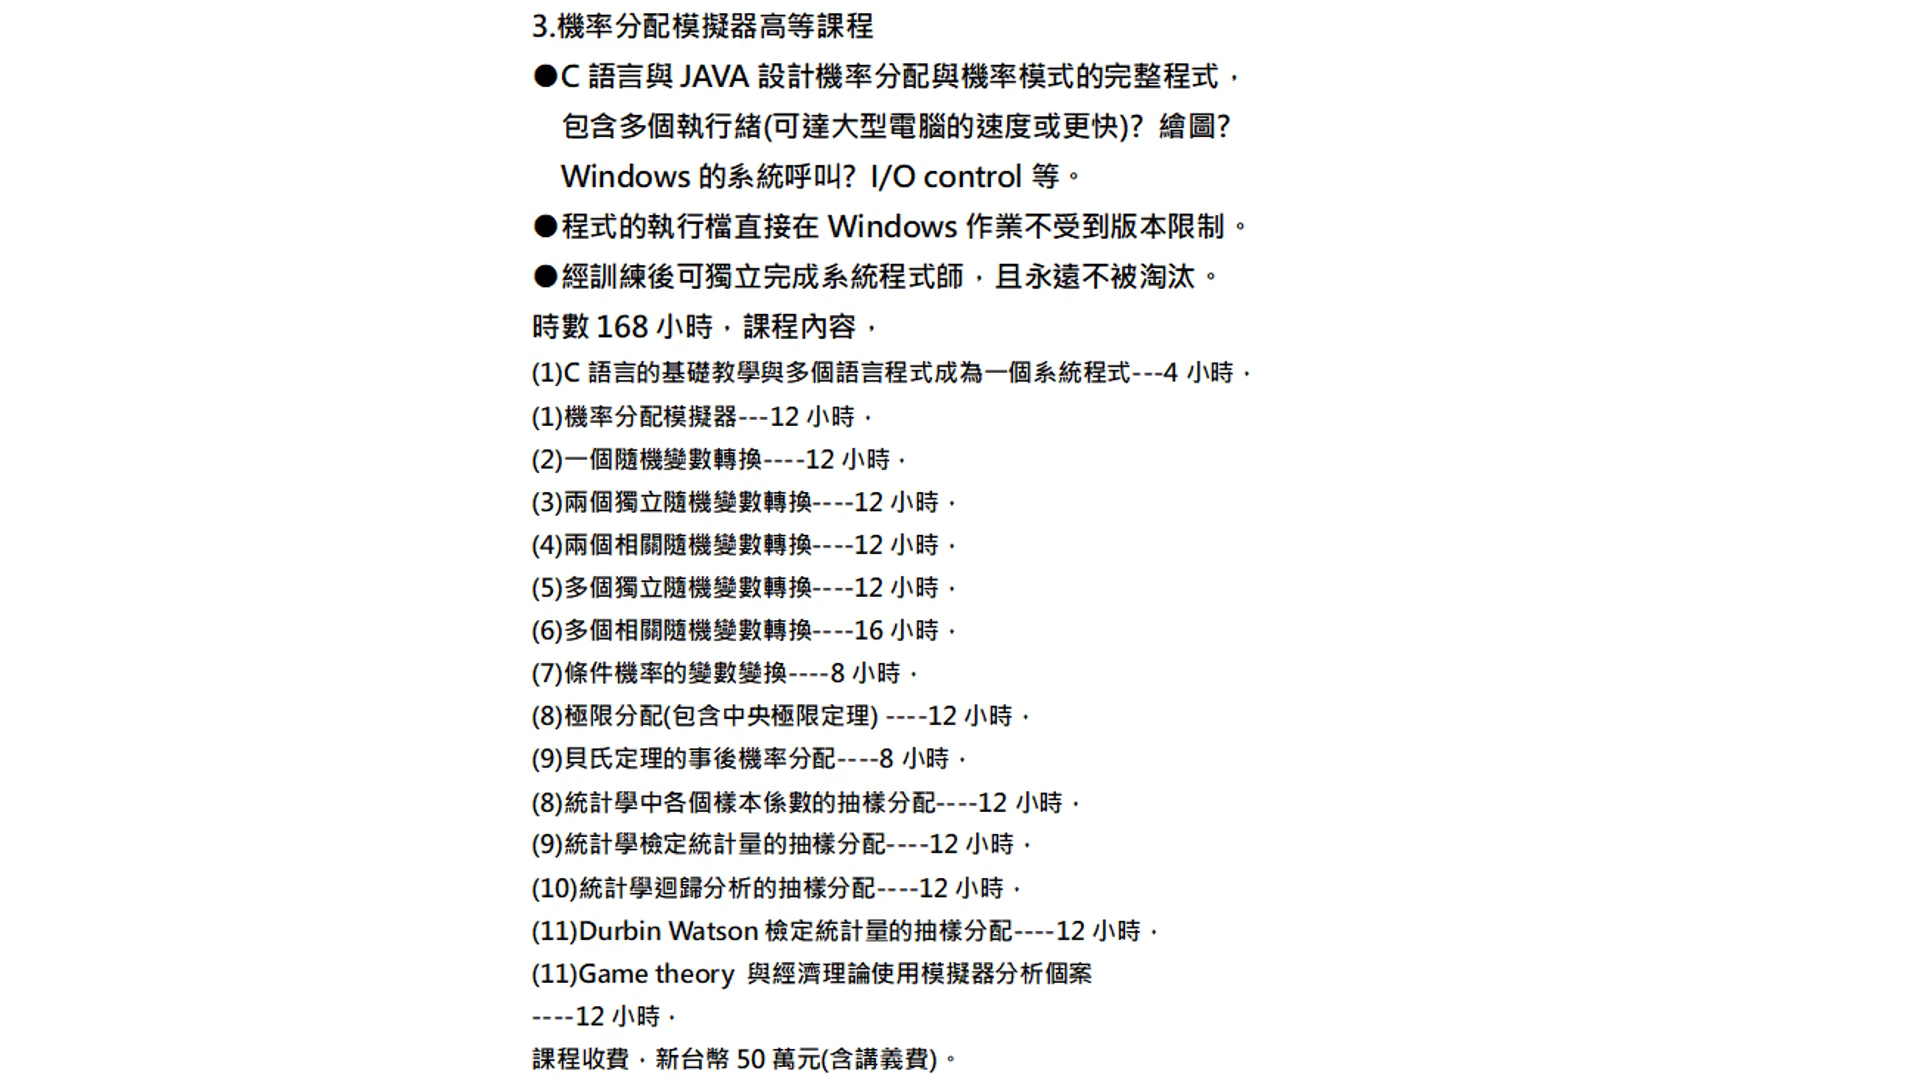 3.機率分配模擬器高等課程
●C 語言與 JAVA 設計機率分配與機率模式的完整程式，
包含多個執行緒(可達大型電腦的速度或更快)? 繪圖?
Windows 的系統呼叫? I/O control 等。
●程式的執行檔直接在 Windows 作業不受到版本限制。
●經訓練後可獨立完成系統程式師，且永遠不被淘汰。
時數 168 小時，課程內容，
(1)C 語言的基礎教學與多個語言程式成為一個系統程式---4 小時，
(1)機率分配模擬器---12 小時，
(2)一個隨機變數轉換----12 小時，
(3)兩個獨立隨機變數轉換----12 小時，
(4)兩個相關隨機變數轉換----12 小時，
(5)多個獨立隨機變數轉換----12 小時，
(6)多個相關隨機變數轉換----16 小時，
(7)條件機率的變數變換----8 小時，
(8)極限分配(包含中央極限定理) ----12 小時，
(9)貝氏定理的事後機率分配----8 小時，
(8)統計學中各個樣本係數的抽樣分配----12 小時，
(9)統計學檢定統計量的抽樣分配----12 小時，
(10)統計學迴歸分析的抽樣分配----12 小時，
(11)Durbin Watson 檢定統計量的抽樣分配----12 小時，
(11)Game theory 與經濟理論使用模擬器分析個案
----12 小時，
課程收費，新台幣 50 萬元(含講義費)。